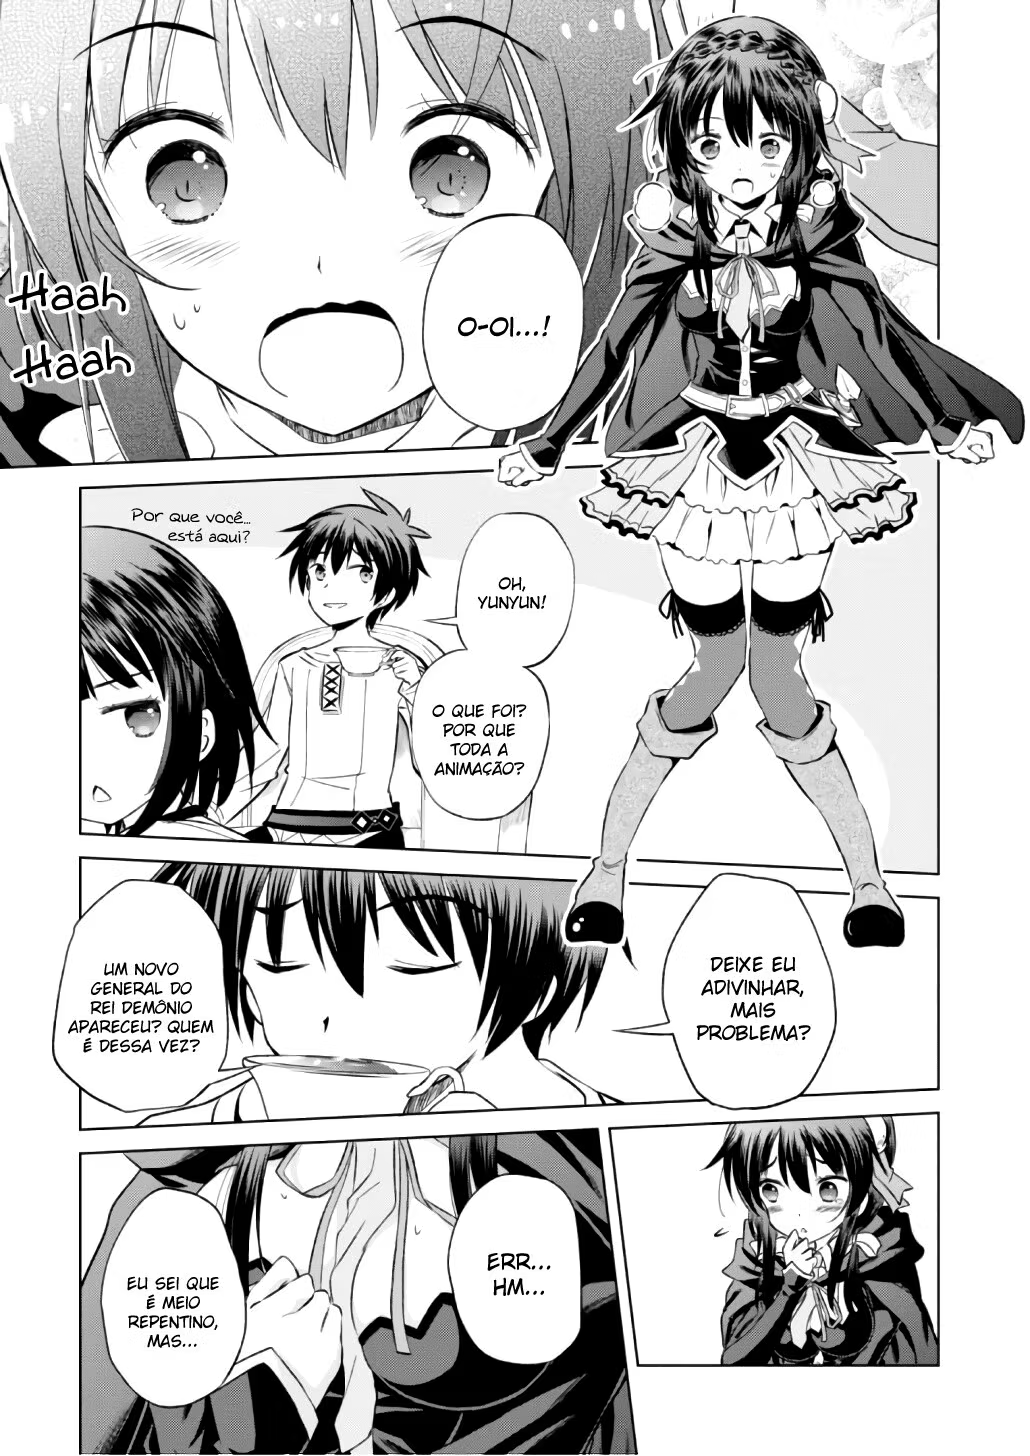 Haah
Haah
O-OI...!
OH,
YUNYUN!
O QUE FOI?
POR QUE
TODA A
ANIMAÇÃO?
Por que você...
está aqui?
DEIXE EU
ADIVINHAR,
MAIS
PROBLEMA?
UM NOVO
GENERAL DO
REI DEMÔNIO
APARECEU? QUEM
É DESSA VEZ?
ERR...
HM...
EU SEI QUE
É MEIO
REPENTINO,
MAS...